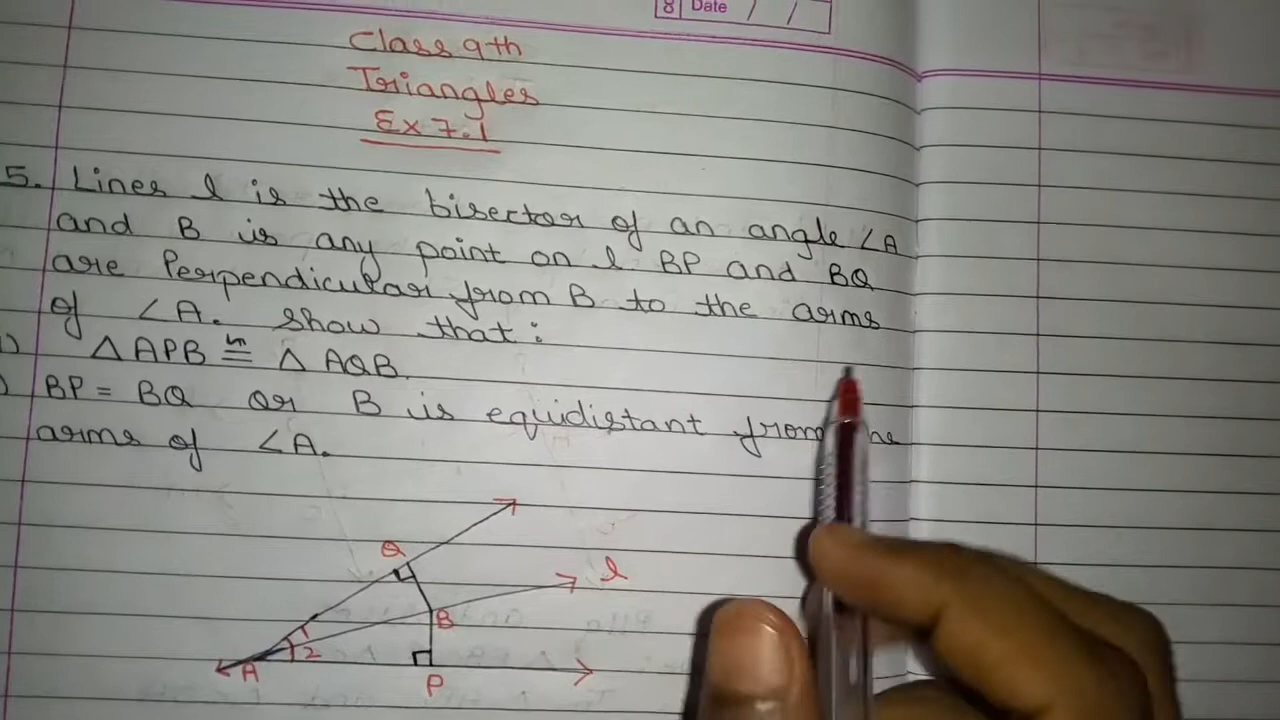 8 Date / /
Class 9th
Triangles
Ex 7.1
5. Lines l is the bisector of an angle ∠A
and B is any point on l BP and BQ
are Perpendicular from B to the arms
of ∠A. show that:
) △APB ≅ △AQB.
) BP = BQ or B is equidistant from
arms of ∠A.
Q
l
B
1
2
A
P